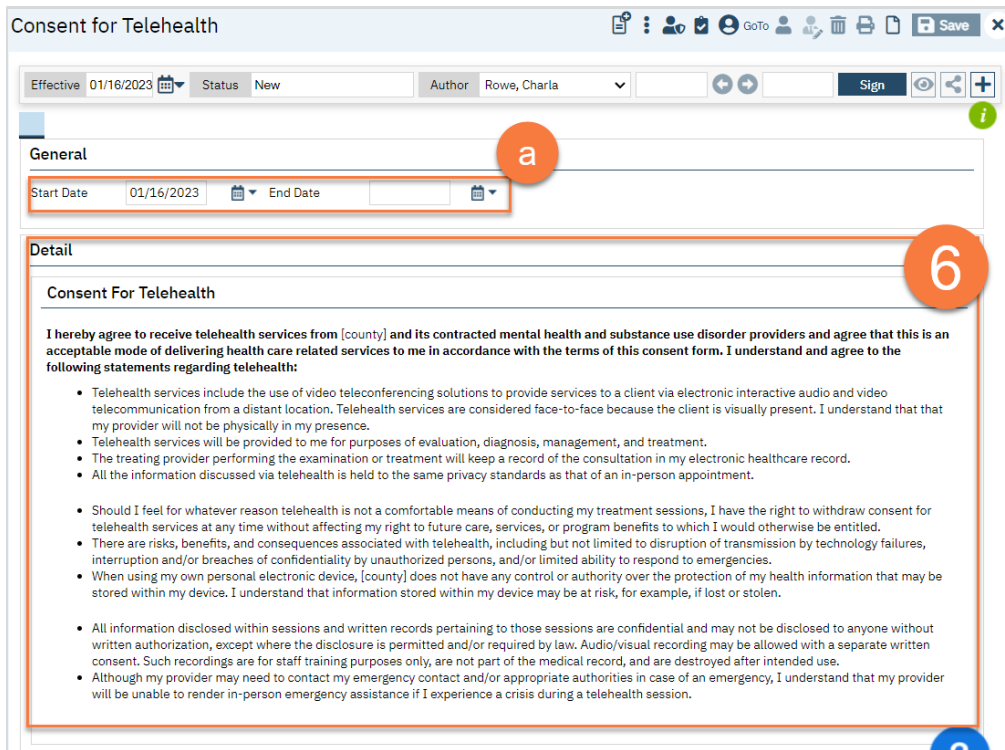 Consent for Telehealth
GoTo
Save
Effective 01/16/2023 Status New Author Rowe, Charla Sign
i
General
a
Start Date 01/16/2023 End Date
Detail
6
Consent For Telehealth
I hereby agree to receive telehealth services from [county] and its contracted mental health and substance use disorder providers and agree that this is an
acceptable mode of delivering health care related services to me in accordance with the terms of this consent form. I understand and agree to the
following statements regarding telehealth:
• Telehealth services include the use of video teleconferencing solutions to provide services to a client via electronic interactive audio and video
telecommunication from a distant location. Telehealth services are considered face-to-face because the client is visually present. I understand that that
my provider will not be physically in my presence.
• Telehealth services will be provided to me for purposes of evaluation, diagnosis, management, and treatment.
• The treating provider performing the examination or treatment will keep a record of the consultation in my electronic healthcare record.
• All the information discussed via telehealth is held to the same privacy standards as that of an in-person appointment.
• Should I feel for whatever reason telehealth is not a comfortable means of conducting my treatment sessions, I have the right to withdraw consent for
telehealth services at any time without affecting my right to future care, services, or program benefits to which I would otherwise be entitled.
• There are risks, benefits, and consequences associated with telehealth, including but not limited to disruption of transmission by technology failures,
interruption and/or breaches of confidentiality by unauthorized persons, and/or limited ability to respond to emergencies.
• When using my own personal electronic device, [county] does not have any control or authority over the protection of my health information that may be
stored within my device. I understand that information stored within my device may be at risk, for example, if lost or stolen.
• All information disclosed within sessions and written records pertaining to those sessions are confidential and may not be disclosed to anyone without
written authorization, except where the disclosure is permitted and/or required by law. Audio/visual recording may be allowed with a separate written
consent. Such recordings are for staff training purposes only, are not part of the medical record, and are destroyed after intended use.
• Although my provider may need to contact my emergency contact and/or appropriate authorities in case of an emergency, I understand that my provider
will be unable to render in-person emergency assistance if I experience a crisis during a telehealth session.